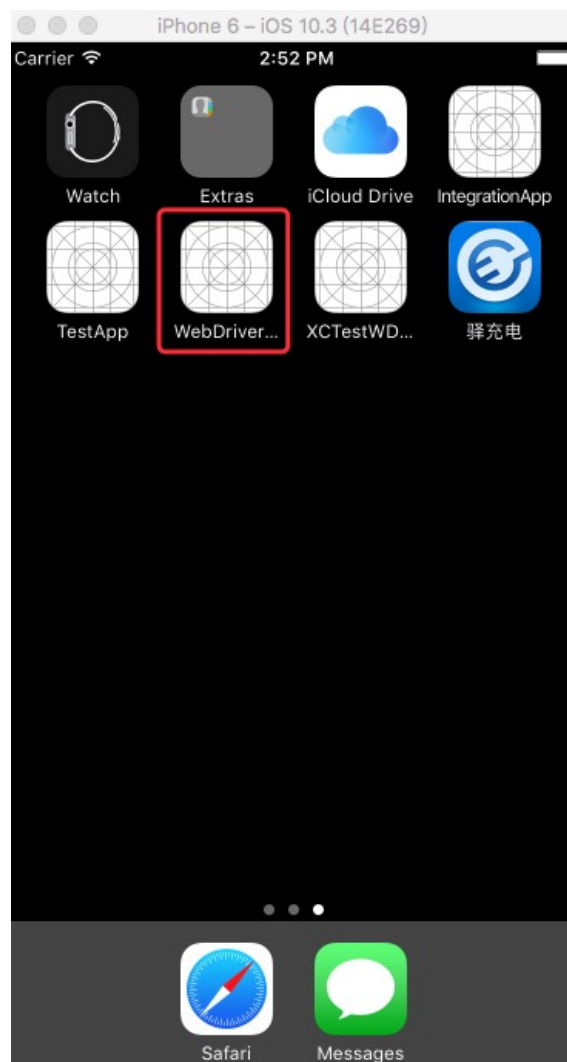 iPhone 6 – iOS 10.3 (14E269)
Carrier 2:52 PM
Watch Extras iCloud Drive IntegrationApp
TestApp WebDriver... XCTestWD... 驿充电
Safari Messages